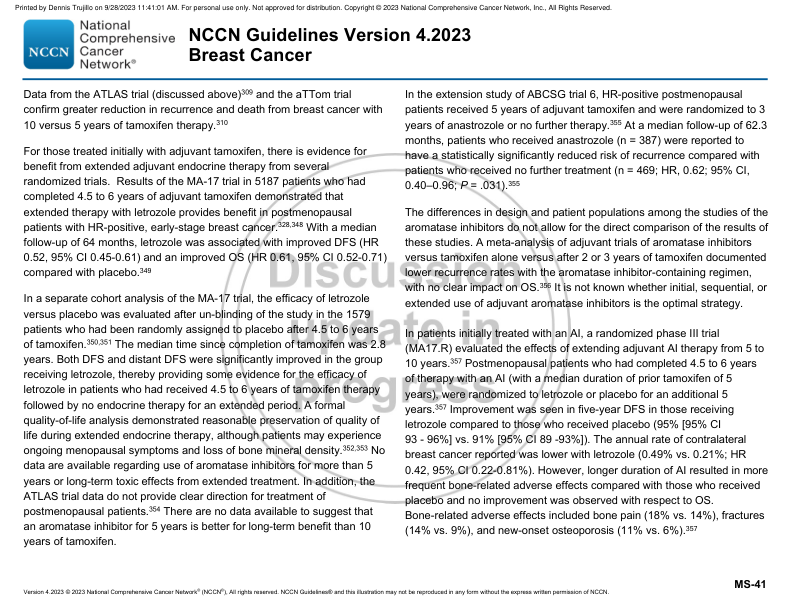 Printed by Dennis Trujillo on 9/28/2023 11:41:01 AM. For personal use only. Not approved for distribution. Copyright © 2023 National Comprehensive Cancer Network, Inc., All Rights Reserved.
NCCN
National
Comprehensive
Cancer
Network®
NCCN Guidelines Version 4.2023
Breast Cancer
Data from the ATLAS trial (discussed above)309 and the aTTom trial
confirm greater reduction in recurrence and death from breast cancer with
10 versus 5 years of tamoxifen therapy.310
For those treated initially with adjuvant tamoxifen, there is evidence for
benefit from extended adjuvant endocrine therapy from several
randomized trials. Results of the MA-17 trial in 5187 patients who had
completed 4.5 to 6 years of adjuvant tamoxifen demonstrated that
extended therapy with letrozole provides benefit in postmenopausal
patients with HR-positive, early-stage breast cancer.328,348 With a median
follow-up of 64 months, letrozole was associated with improved DFS (HR
0.52, 95% CI 0.45-0.61) and an improved OS (HR 0.61, 95% CI 0.52-0.71)
compared with placebo.349
In a separate cohort analysis of the MA-17 trial, the efficacy of letrozole
versus placebo was evaluated after un-blinding of the study in the 1579
patients who had been randomly assigned to placebo after 4.5 to 6 years
of tamoxifen.350,351 The median time since completion of tamoxifen was 2.8
years. Both DFS and distant DFS were significantly improved in the group
receiving letrozole, thereby providing some evidence for the efficacy of
letrozole in patients who had received 4.5 to 6 years of tamoxifen therapy
followed by no endocrine therapy for an extended period. A formal
quality-of-life analysis demonstrated reasonable preservation of quality of
life during extended endocrine therapy, although patients may experience
ongoing menopausal symptoms and loss of bone mineral density.352,353 No
data are available regarding use of aromatase inhibitors for more than 5
years or long-term toxic effects from extended treatment. In addition, the
ATLAS trial data do not provide clear direction for treatment of
postmenopausal patients.354 There are no data available to suggest that
an aromatase inhibitor for 5 years is better for long-term benefit than 10
years of tamoxifen.
In the extension study of ABCSG trial 6, HR-positive postmenopausal
patients received 5 years of adjuvant tamoxifen and were randomized to 3
years of anastrozole or no further therapy.355 At a median follow-up of 62.3
months, patients who received anastrozole (n = 387) were reported to
have a statistically significantly reduced risk of recurrence compared with
patients who received no further treatment (n = 469; HR, 0.62; 95% CI,
0.40–0.96; P = .031).355
The differences in design and patient populations among the studies of the
aromatase inhibitors do not allow for the direct comparison of the results of
these studies. A meta-analysis of adjuvant trials of aromatase inhibitors
versus tamoxifen alone versus after 2 or 3 years of tamoxifen documented
lower recurrence rates with the aromatase inhibitor-containing regimen,
with no clear impact on OS.356 It is not known whether initial, sequential, or
extended use of adjuvant aromatase inhibitors is the optimal strategy.
In patients initially treated with an AI, a randomized phase III trial
(MA17.R) evaluated the effects of extending adjuvant AI therapy from 5 to
10 years.357 Postmenopausal patients who had completed 4.5 to 6 years
of therapy with an AI (with a median duration of prior tamoxifen of 5
years), were randomized to letrozole or placebo for an additional 5
years.357 Improvement was seen in five-year DFS in those receiving
letrozole compared to those who received placebo (95% [95% CI
93 - 96%] vs. 91% [95% CI 89 -93%]). The annual rate of contralateral
breast cancer reported was lower with letrozole (0.49% vs. 0.21%; HR
0.42, 95% CI 0.22-0.81%). However, longer duration of AI resulted in more
frequent bone-related adverse effects compared with those who received
placebo and no improvement was observed with respect to OS.
Bone-related adverse effects included bone pain (18% vs. 14%), fractures
(14% vs. 9%), and new-onset osteoporosis (11% vs. 6%).357
Discussion
update in
progress
MS-41
Version 4.2023 © 2023 National Comprehensive Cancer Network® (NCCN®), All rights reserved. NCCN Guidelines® and this illustration may not be reproduced in any form without the express written permission of NCCN.